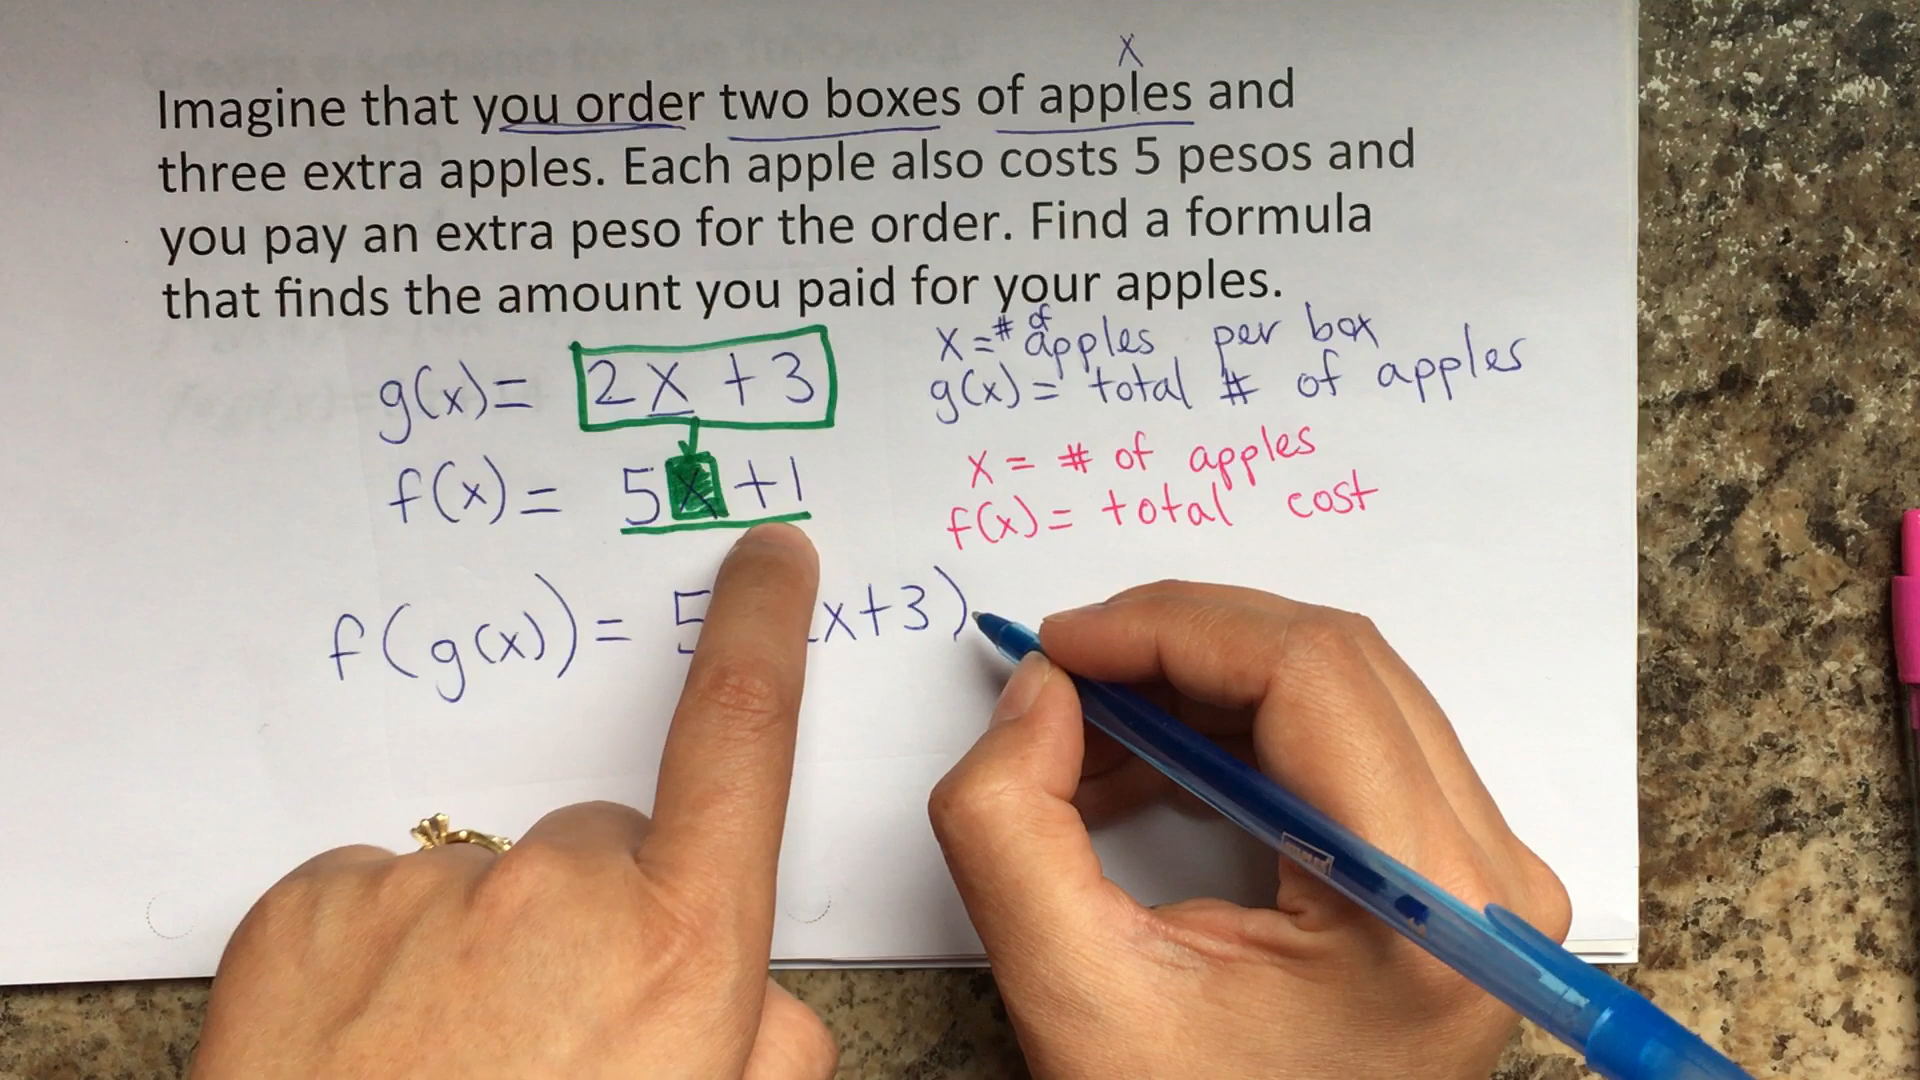 x
Imagine that you order two boxes of apples and
three extra apples. Each apple also costs 5 pesos and
you pay an extra peso for the order. Find a formula
that finds the amount you paid for your apples.
x = # of apples per box
g(x) = 2x + 3
g(x) = total # of apples
x = # of apples
f(x) = 5x + 1
f(x) = total cost
f(g(x)) = 5 x+3)